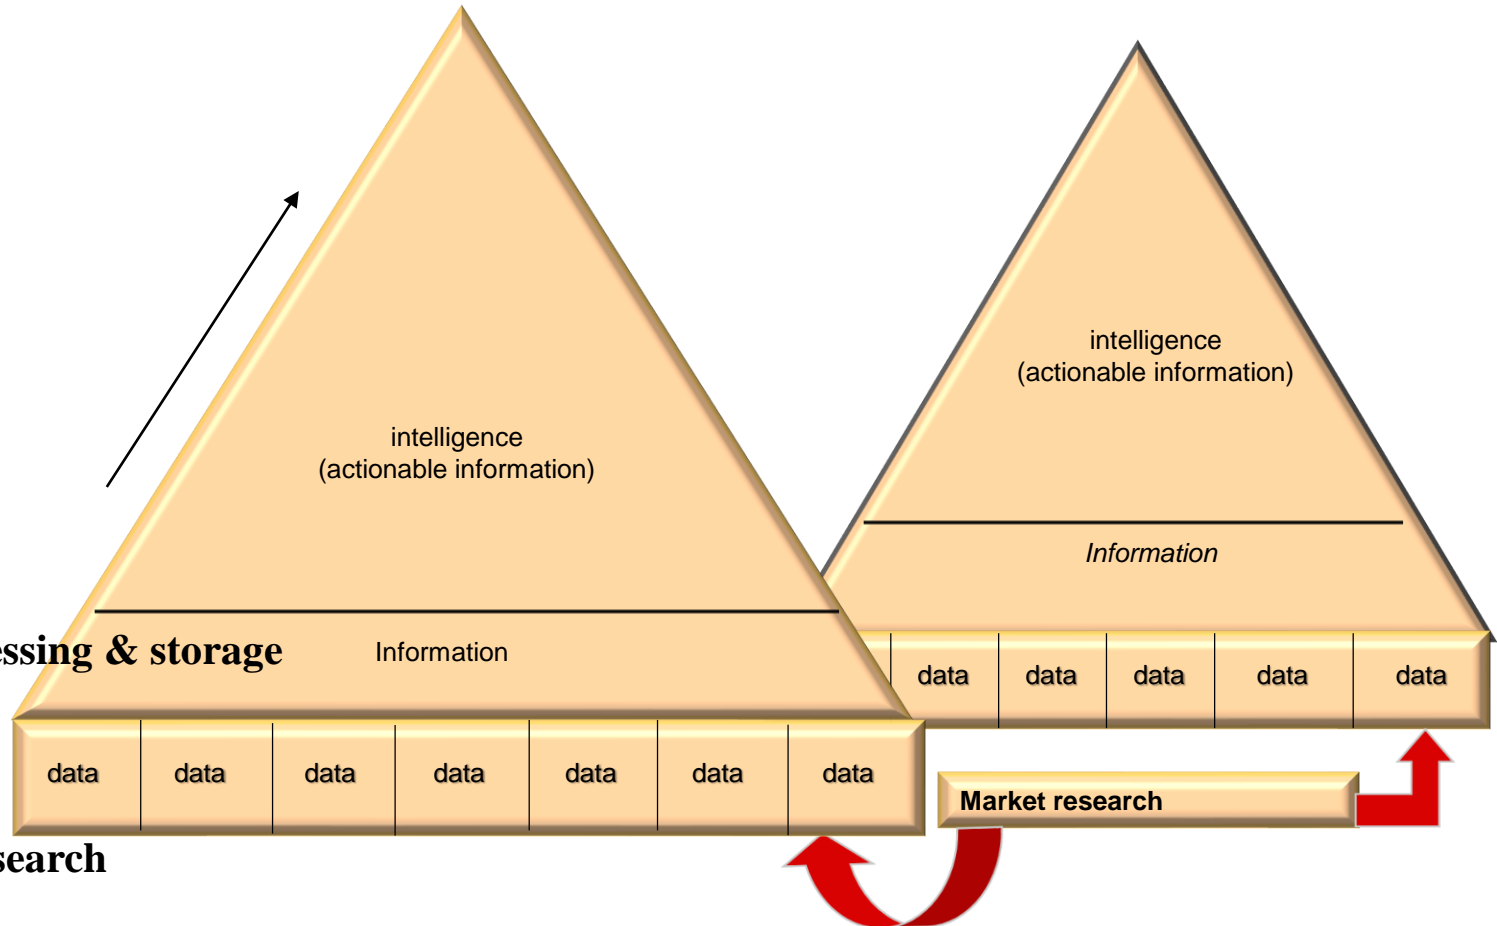 intelligence
(actionable information)
intelligence
(actionable information)
Information
essing & storage
Information
data data data data data
data data data data data data data
Market research
search